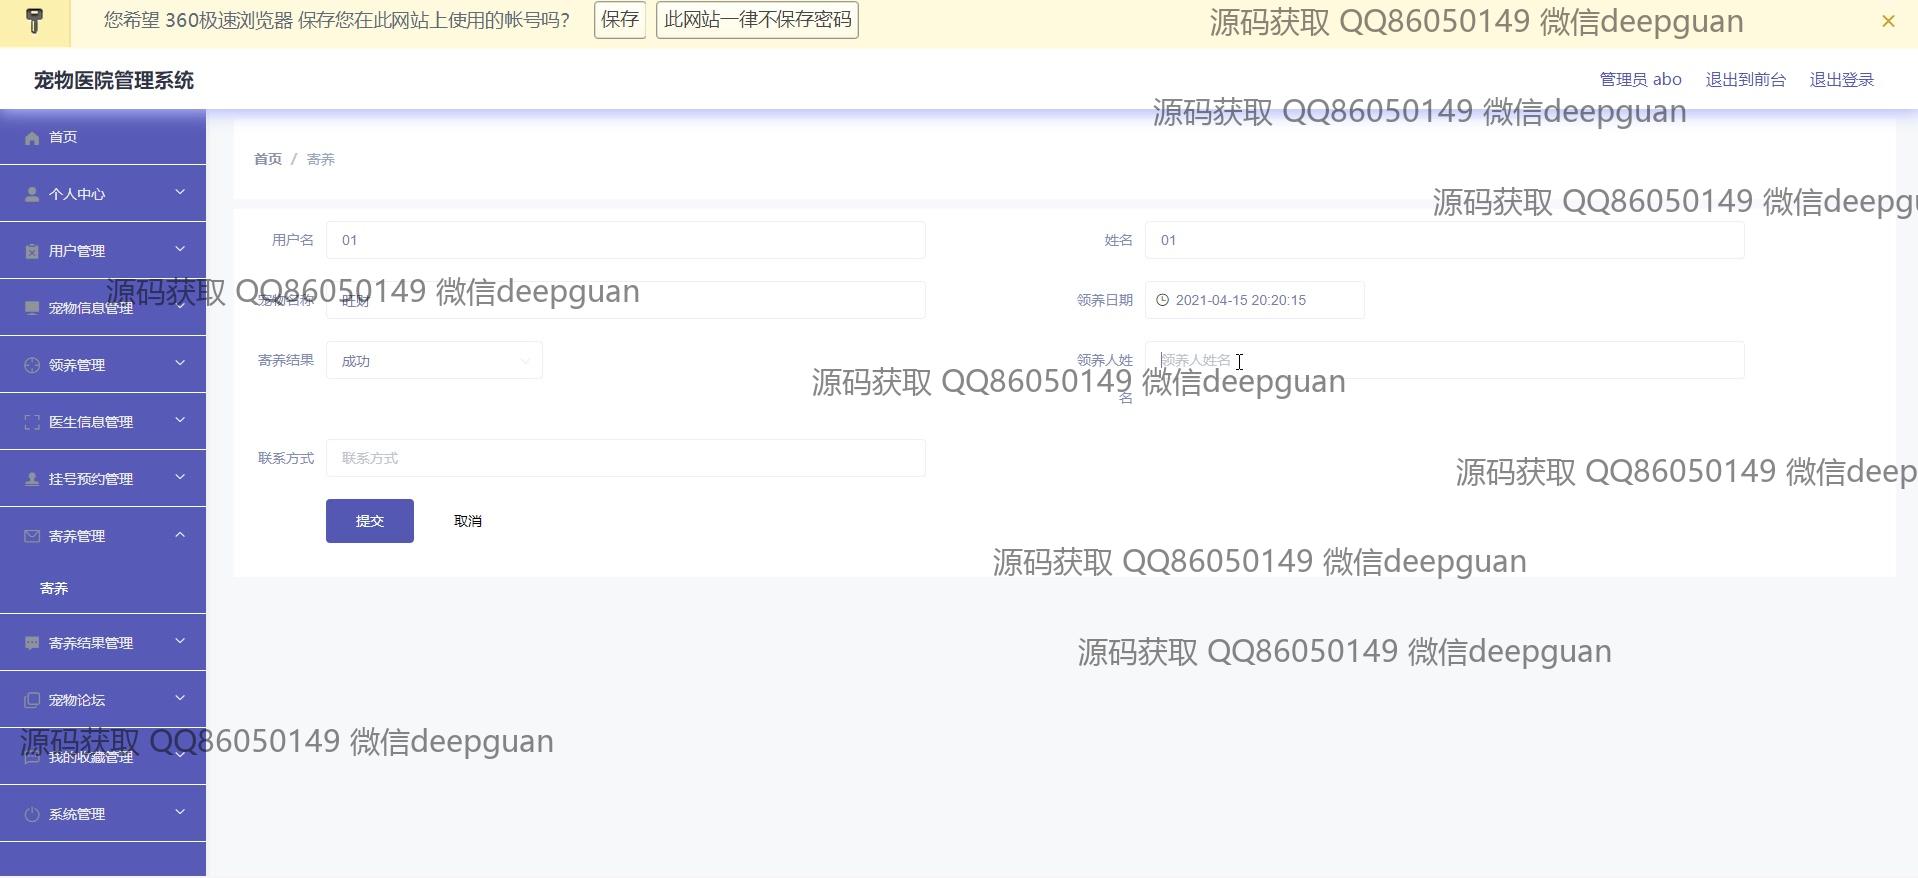 您希望 360极速浏览器 保存您在此网站上使用的帐号吗？ 保存 此网站一律不保存密码
源码获取 QQ86050149 微信deepguan
宠物医院管理系统
管理员 abo 退出到前台 退出登录
源码获取 QQ86050149 微信deepguan
首页
首页 / 寄养
个人中心
源码获取 QQ86050149 微信deepgu
用户名 01
姓名 01
用户管理
源码获取 QQ86050149 微信deepguan
宠物信息管理
宠物名称 旺财
领养日期 2021-04-15 20:20:15
领养管理
寄养结果 成功
领养人姓名 领养人姓名
源码获取 QQ86050149 微信deepguan
医生信息管理
联系方式 联系方式
挂号预约管理
源码获取 QQ86050149 微信deep
提交 取消
寄养管理
源码获取 QQ86050149 微信deepguan
寄养
寄养结果管理
源码获取 QQ86050149 微信deepguan
宠物论坛
源码获取 QQ86050149 微信deepguan
我的收藏管理
系统管理